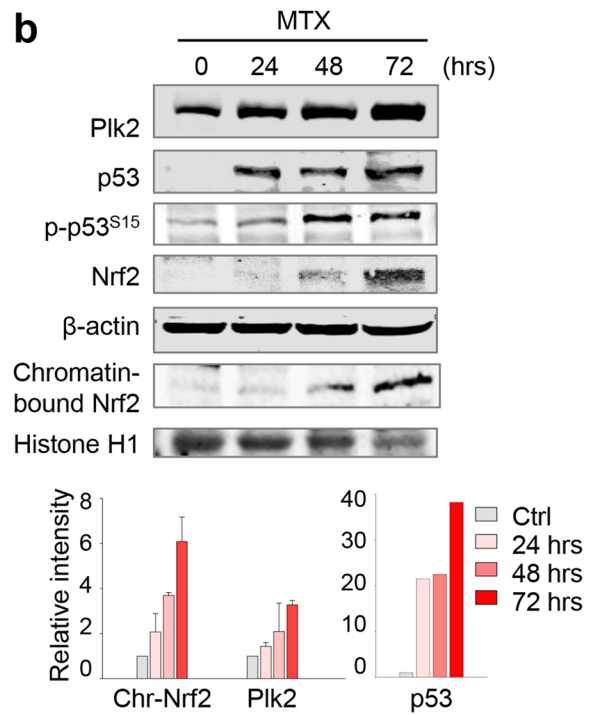 b
MTX
0 24 48 72 (hrs)
Plk2
p53
p-p53S15
Nrf2
β-actin
Chromatin-
bound Nrf2
Histone H1
Relative intensity
8
6
4
2
0
Chr-Nrf2 Plk2
40
30
20
10
0
p53
Ctrl
24 hrs
48 hrs
72 hrs